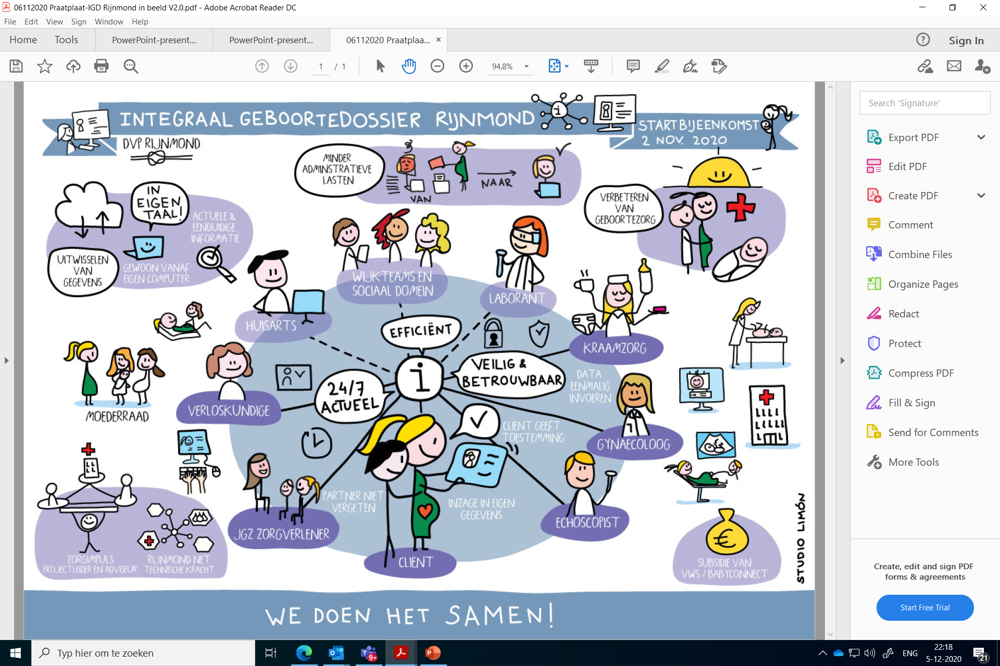 06112020 Praatplaat-IGD Rijnmond in beeld V2.0.pdf - Adobe Acrobat Reader DC
File Edit View Sign Window Help
Home Tools PowerPoint-present... PowerPoint-present... 06112020 Praatplaa... × Sign In
1 / 1 94,8%
INTEGRAAL GEBOORTEDOSSIER RIJNMOND
i
STARTBIJEENKOMST
2 NOV. 2020
DVP RIJNMOND
MINDER
ADMINSTRATIEVE
LASTEN
VAN
NAAR
VERBETEREN
VAN
GEBOORTEZORG
IN
EIGEN
TAAL!
ACTUELE &
EENDUIDIGE
INFORMATIE
UITWISSELEN
VAN
GEGEVENS
GEWOON VANAF
EIGEN COMPUTER
WIJKTEAMS EN
SOCIAAL DOMEIN
LABORANT
HUISARTS
EFFICIËNT
KRAAMZORG
VEILIG &
BETROUWBAAR
i
24/7
ACTUEEL
DATA
EENMALIG
INVOEREN
VERLOSKUNDIGE
MOEDERRAAD
CLIENT GEEFT
TOESTEMMING
GYNAECOLOOG
PARTNER NIET
VERGETEN
INZAGE IN EIGEN
GEGEVENS
ECHOSCOPIST
JGZ ZORGVERLENER
CLIENT
ZORGIMPULS
PROJECTLEIDER EN ADVISEUR
RIJNMOND NET
TECHNISCHE KRACHT
€
SUBSIDIE VAN
VWS / BABYCONNECT
STUDIO LIMÓN
WE DOEN HET SAMEN!
Search 'Signature'
Export PDF
Edit PDF
Create PDF
Comment
Combine Files
Organize Pages
Redact
Protect
Compress PDF
Fill & Sign
Send for Comments
More Tools
Create, edit and sign PDF
forms & agreements
Start Free Trial
Typ hier om te zoeken
9+
ENG
22:18
5-12-2020
21